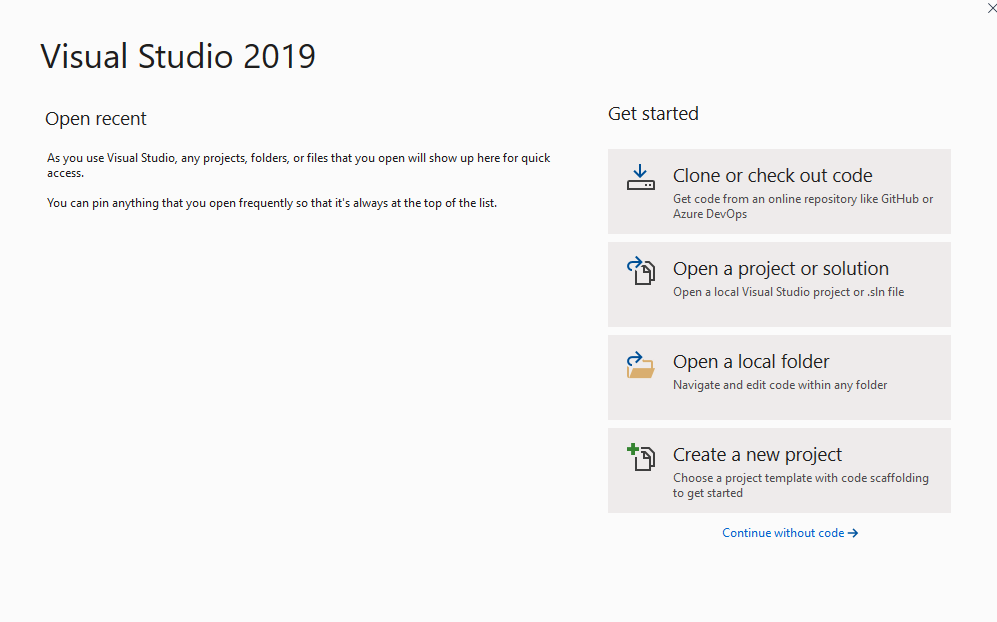 Visual Studio 2019
Open recent
As you use Visual Studio, any projects, folders, or files that you open will show up here for quick
access.
You can pin anything that you open frequently so that it's always at the top of the list.
Get started
Clone or check out code
Get code from an online repository like GitHub or
Azure DevOps
Open a project or solution
Open a local Visual Studio project or .sln file
Open a local folder
Navigate and edit code within any folder
Create a new project
Choose a project template with code scaffolding
to get started
Continue without code →